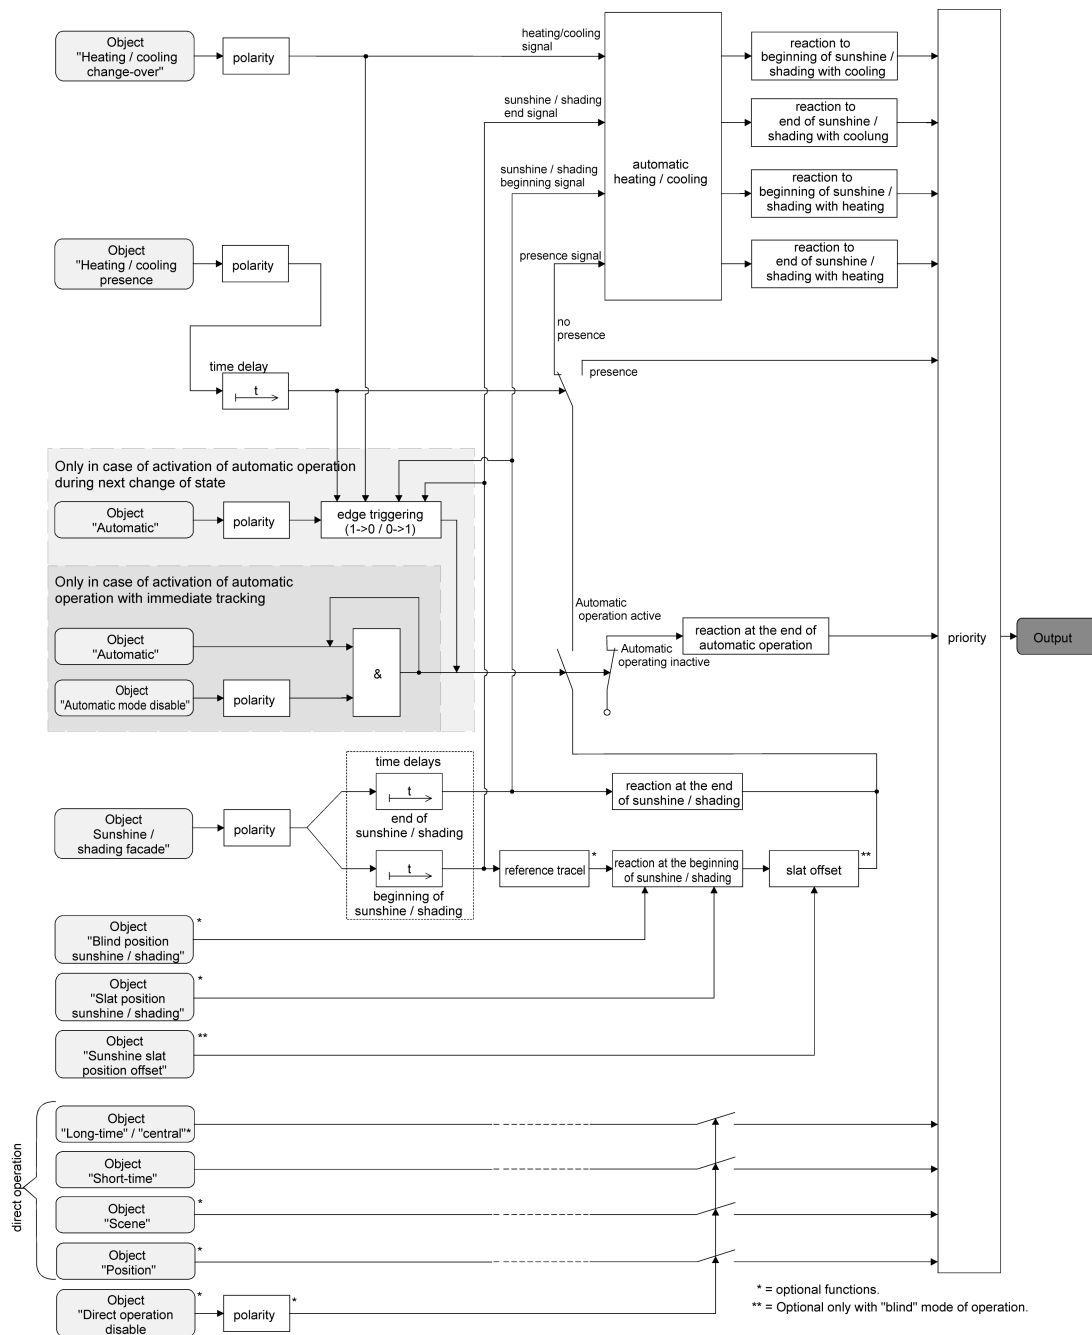 Object
"Heating / cooling
change-over"
polarity
heating/cooling
signal
sunshine / shading
end signal
sunshine / shading
beginning signal
presence signal
automatic
heating / cooling
reaction to
beginning of sunshine /
shading with cooling
reaction to
end of sunshine /
shading with coolung
reaction to
beginning of sunshine /
shading with heating
reaction to
end of sunshine /
shading with heating
Object
"Heating / cooling
presence
polarity
no
presence
presence
time delay
t
Only in case of activation of automatic operation
during next change of state
Object
"Automatic"
polarity
edge triggering
(1->0 / 0->1)
Only in case of activation of automatic
operation with immediate tracking
Object
"Automatic"
Object
"Automatic mode disable"
polarity
&
Automatic
operation active
Automatic
operating inactive
reaction at the end of
automatic operation
priority
Output
time delays
t
end of
sunshine / shading
t
beginning of
sunshine / shading
Object
Sunshine /
shading facade"
polarity
reaction at the end
of sunshine / shading
reference tracel
*
reaction at the beginning
of sunshine / shading
slat offset
**
Object
"Blind position
sunshine / shading"
*
Object
"Slat position
sunshine / shading"
*
Object
"Sunshine slat
position offset"
**
direct operation
Object
"Long-time" / "central"*
Object
"Short-time"
Object
"Scene"
*
Object
"Position"
*
Object
"Direct operation
disable
*
polarity
*
* = optional functions.
** = Optional only with "blind" mode of operation.